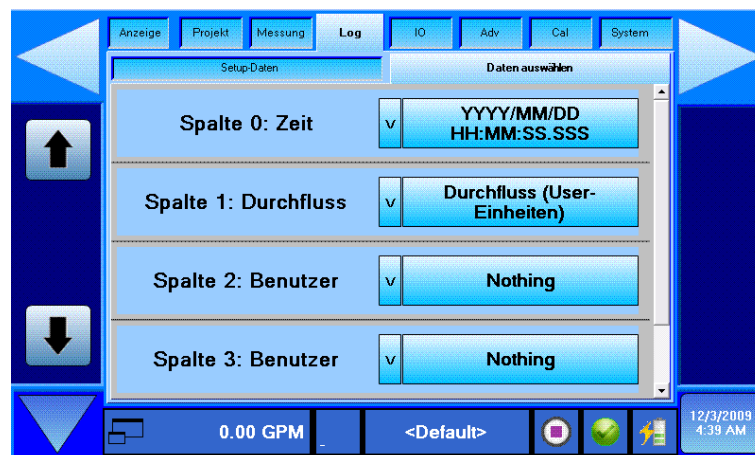 Anzeige Projekt Messung Log IO Adv Cal System
Setup-Daten Daten auswählen
Spalte 0: Zeit v YYYY/MM/DD
HH:MM:SS.SSS
Spalte 1: Durchfluss v Durchfluss (User-
Einheiten)
Spalte 2: Benutzer v Nothing
Spalte 3: Benutzer v Nothing
0.00 GPM _ <Default> 12/3/2009
4:39 AM